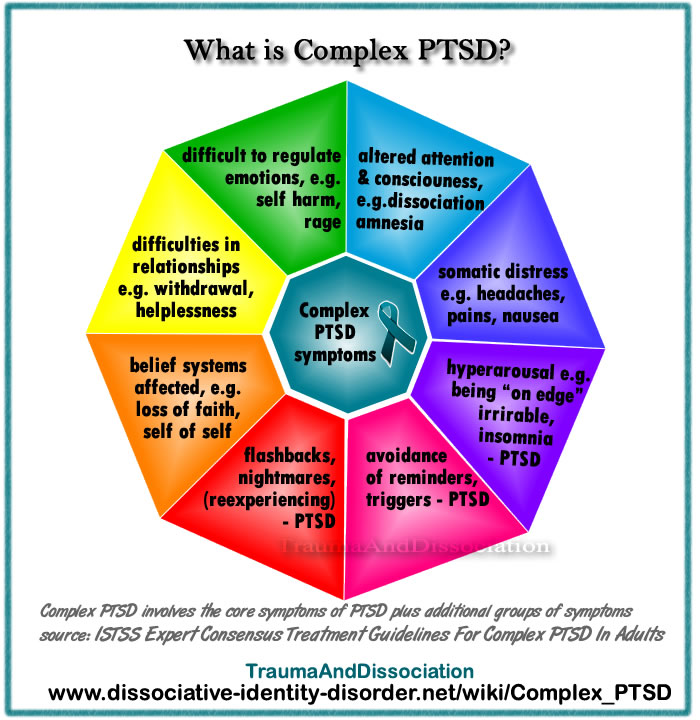 What is Complex PTSD?
difficult to regulate
emotions, e.g.
self harm,
rage
altered attention
& consciouness,
e.g.dissociation
amnesia
somatic distress
e.g. headaches,
pains, nausea
hyperarousal e.g.
being “on edge”
irrirable,
insomnia
- PTSD
avoidance
of reminders,
triggers - PTSD
flashbacks,
nightmares,
(reexperiencing)
- PTSD
belief systems
affected, e.g.
loss of faith,
self of self
difficulties in
relationships
e.g. withdrawal,
helplessness
Complex
PTSD
symptoms
TraumaAndDissociation
Complex PTSD involves the core symptoms of PTSD plus additional groups of symptoms
source: ISTSS Expert Consensus Treatment Guidelines For Complex PTSD In Adults
TraumaAndDissociation
www.dissociative-identity-disorder.net/wiki/Complex_PTSD